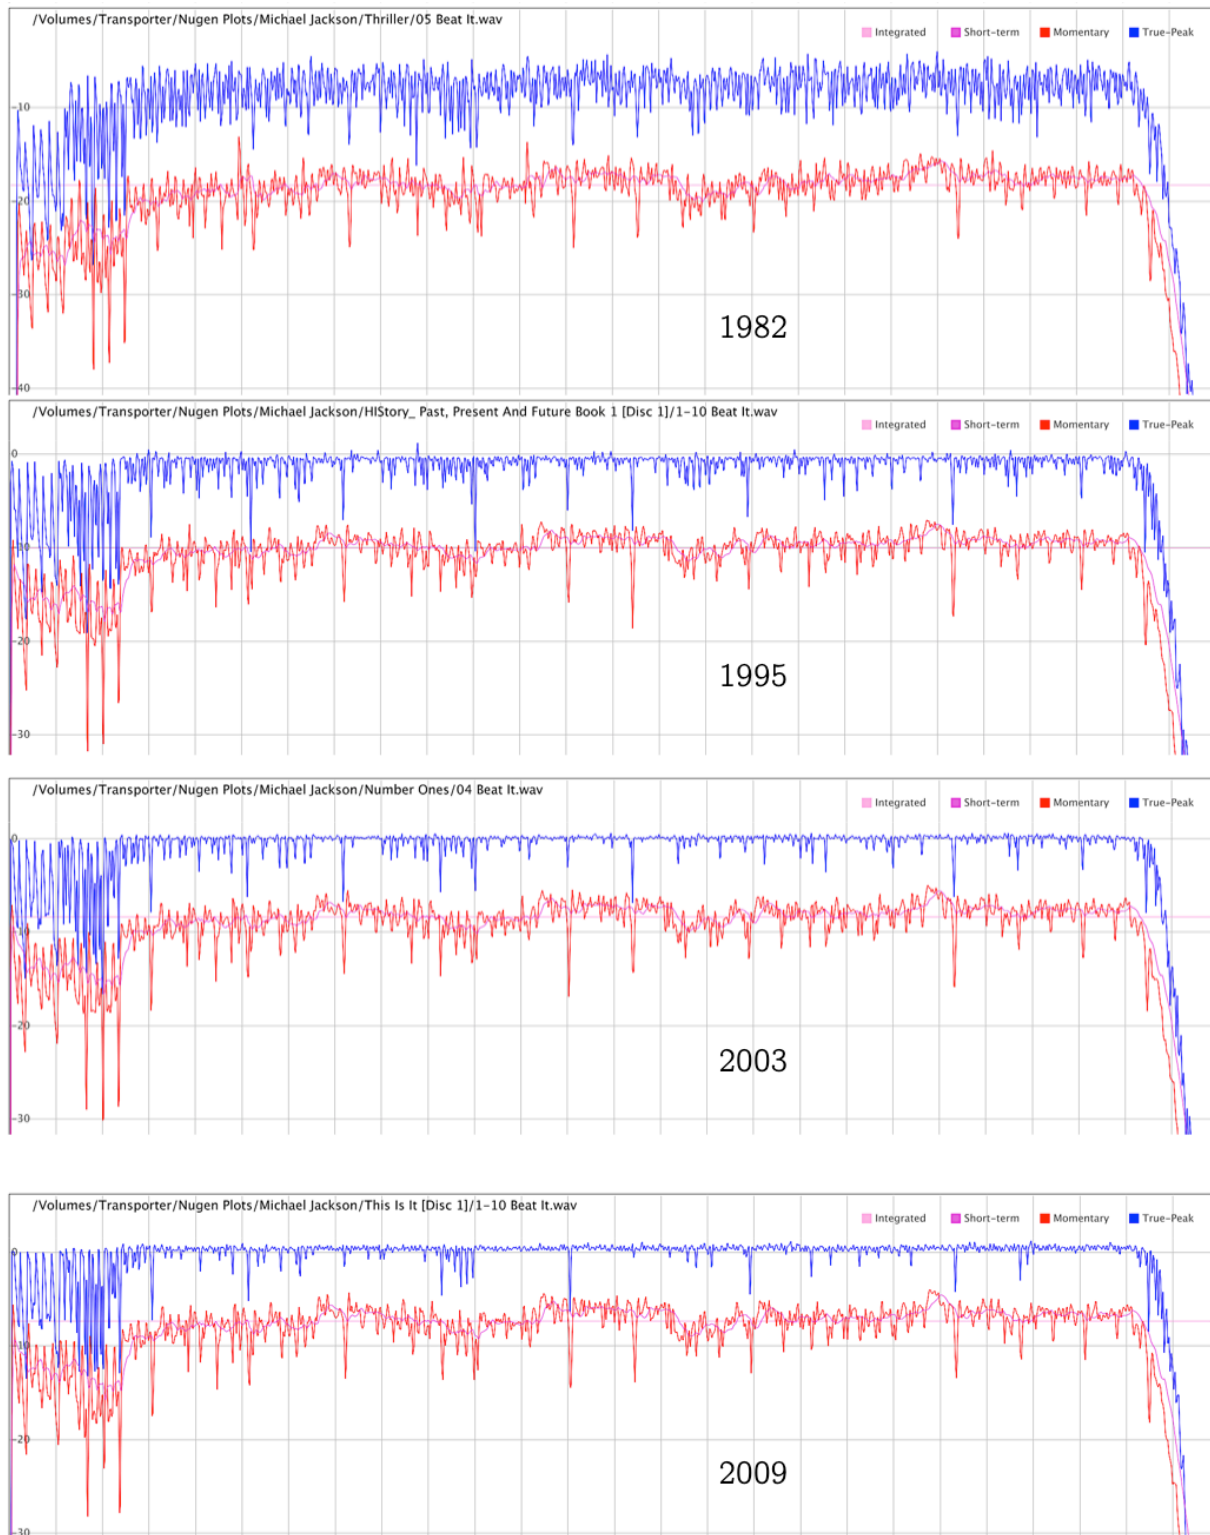 /Volumes/Transporter/Nugen Plots/Michael Jackson/Thriller/05 Beat It.wav
Integrated Short-term Momentary True-Peak
-10
-20
-30
-40
1982
/Volumes/Transporter/Nugen Plots/Michael Jackson/HIStory_ Past, Present And Future Book 1 [Disc 1]/1-10 Beat It.wav
Integrated Short-term Momentary True-Peak
0
-10
-20
-30
1995
/Volumes/Transporter/Nugen Plots/Michael Jackson/Number Ones/04 Beat It.wav
Integrated Short-term Momentary True-Peak
0
-10
-20
-30
2003
/Volumes/Transporter/Nugen Plots/Michael Jackson/This Is It [Disc 1]/1-10 Beat It.wav
Integrated Short-term Momentary True-Peak
0
-10
-20
2009
-30